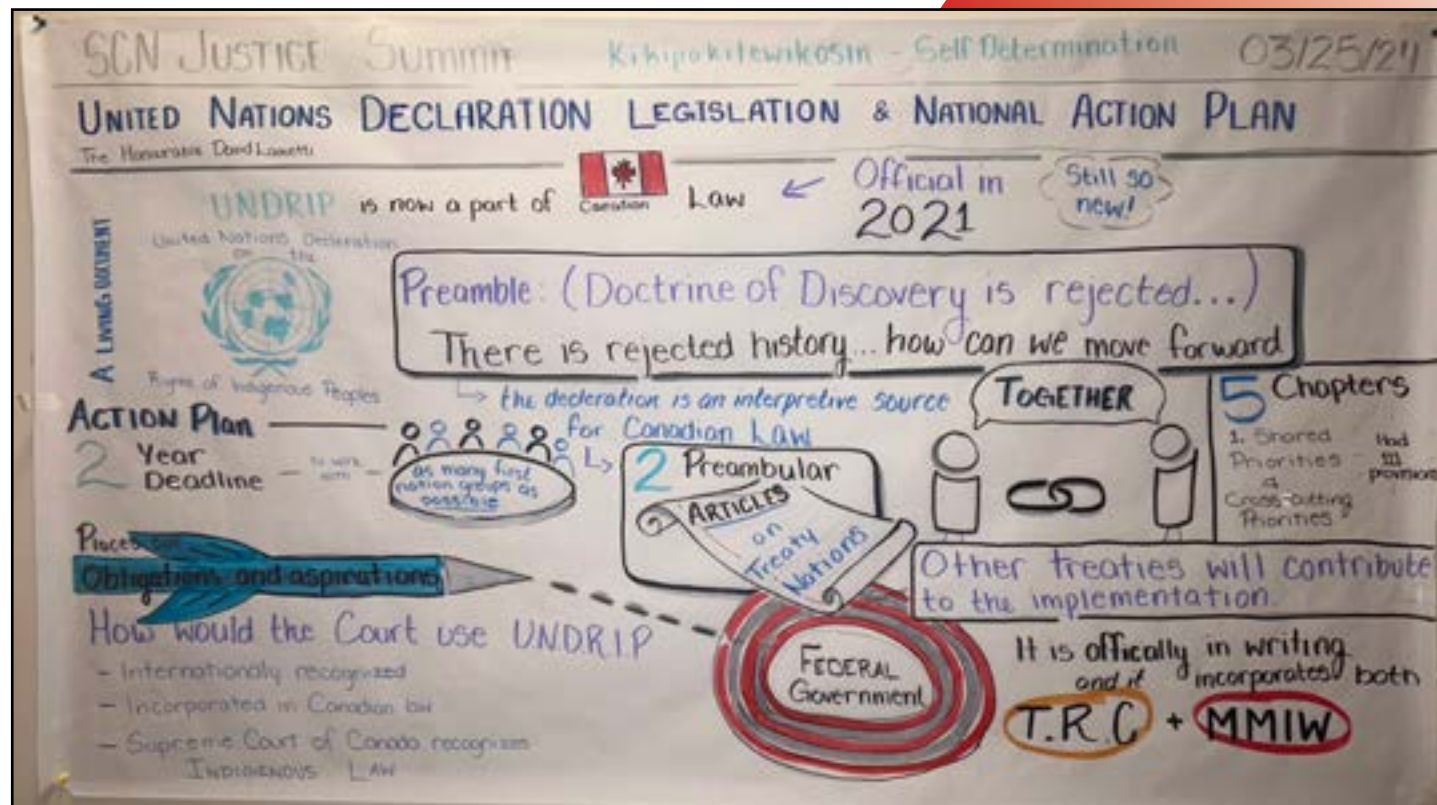 SCN JUSTICE Summit
Kihipokitewikosin - Self Determination
03/25/24
UNITED NATIONS DECLARATION LEGISLATION & NATIONAL ACTION PLAN
The Honourable David Lametti
UNDRIP is now a part of Canadian Law
Official in
2021
Still so
new!
A LIVING DOCUMENT
United Nations Decleration
on the
Rights of Indigenous Peoples
Preamble: (Doctrine of Discovery is rejected...)
There is rejected history... how can we move forward
TOGETHER
the decleration is an interpretive source
for Canadian Law
5 Chapters
1. Shared
Priorities
Cross-cutting
Priorities
Had
111
provisions
ACTION Plan
2 Year
Deadline
to work
with
as many first
nation groups as
possible
2 Preambular
ARTICLES
on
Treaty
Nations
Obligations and aspirations
Other treaties will contribute
to the implementation.
How would the Court use UNDRIP
- Internationaly recognized
- Incorporated in Canadian law
- Supreme Court of Canada recognizes
INDIGENOUS LAW
FEDERAL
Government
It is offically in writing
and it incorporates both
T.R.C + MMIW